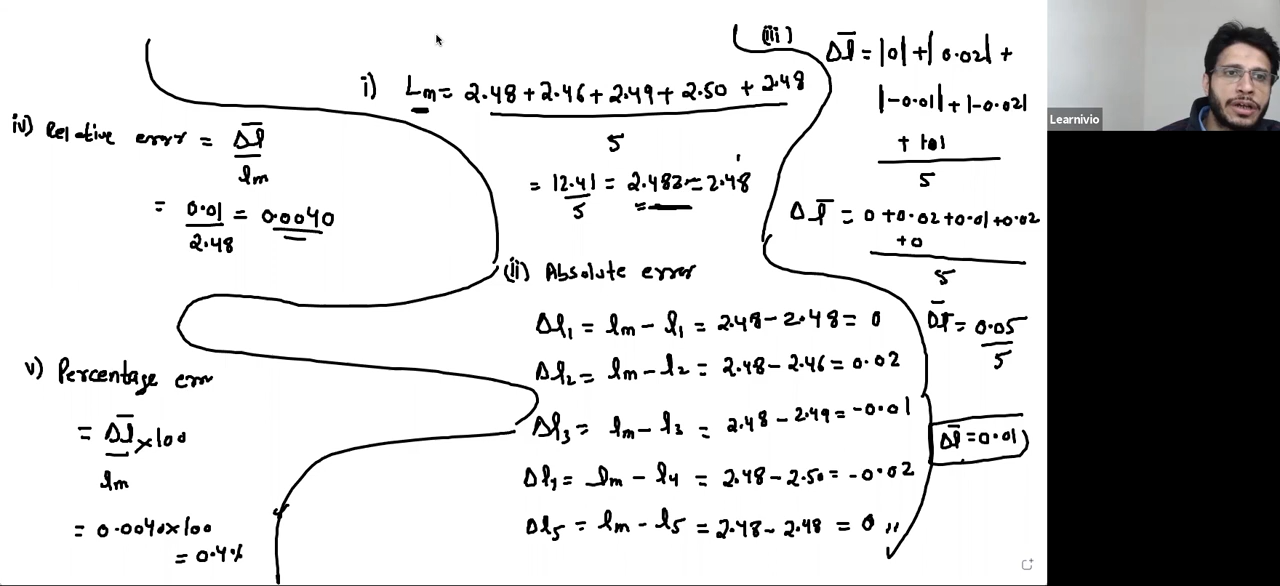 i) Lm = 2.48 + 2.46 + 2.49 + 2.50 + 2.48
5
= 12.41 = 2.482 ≈ 2.48
5
(ii) Absolute error
Δl₁ = lm - l₁ = 2.48 - 2.48 = 0
Δl₂ = lm - l₂ = 2.48 - 2.46 = 0.02
Δl₃ = lm - l₃ = 2.48 - 2.49 = -0.01
Δl₄ = lm - l₄ = 2.48 - 2.50 = -0.02
Δl₅ = lm - l₅ = 2.48 - 2.48 = 0 ,,
(iii)
Δl̅ = |0| + |0.02| +
|-0.01| + |-0.02|
+ |0|
5
Δl̅ = 0 + 0.02 + 0.01 + 0.02
+0
5
Δl̅ = 0.05
5
Δl̅ = 0.01
iv) Relative error = Δl̅
lm
= 0.01 = 0.0040
2.48
v) Percentage err
= Δl̅ × 100
lm
= 0.0040 × 100
= 0.4%
Learnivio